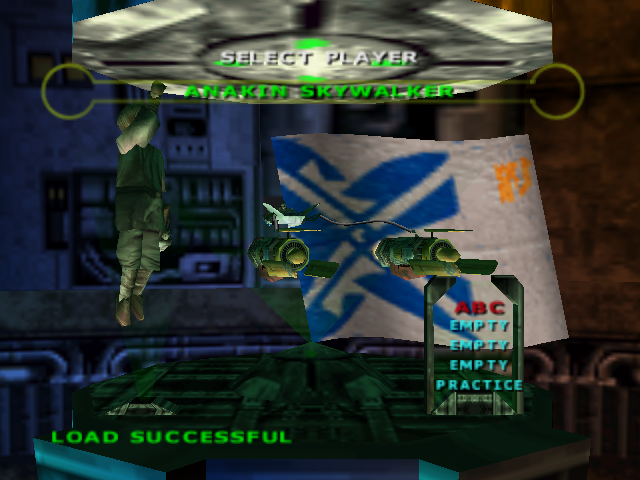 SELECT PLAYER
ANAKIN SKYWALKER
ABC
EMPTY
EMPTY
EMPTY
PRACTICE
LOAD SUCCESSFUL